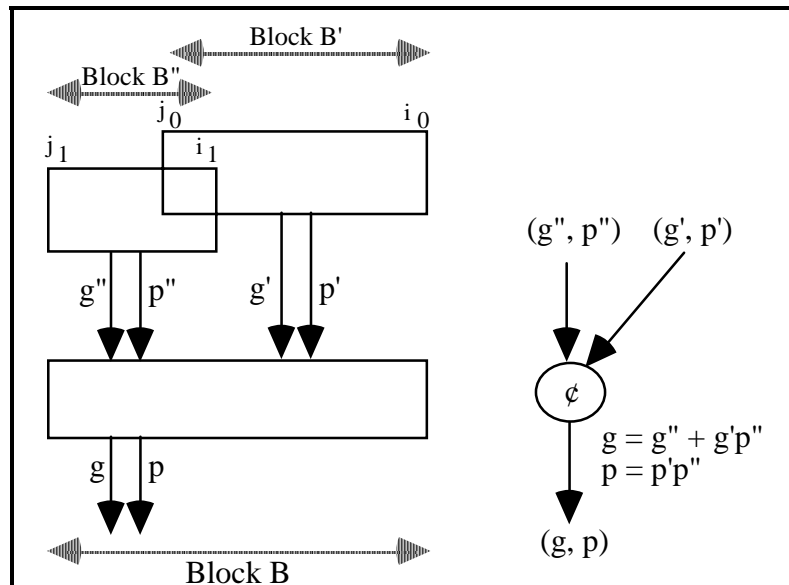 Block B'
Block B"
j0 i0
j1 i1
(g", p") (g', p')
g" p" g' p'
¢
g = g" + g'p"
p = p'p"
g p
(g, p)
Block B